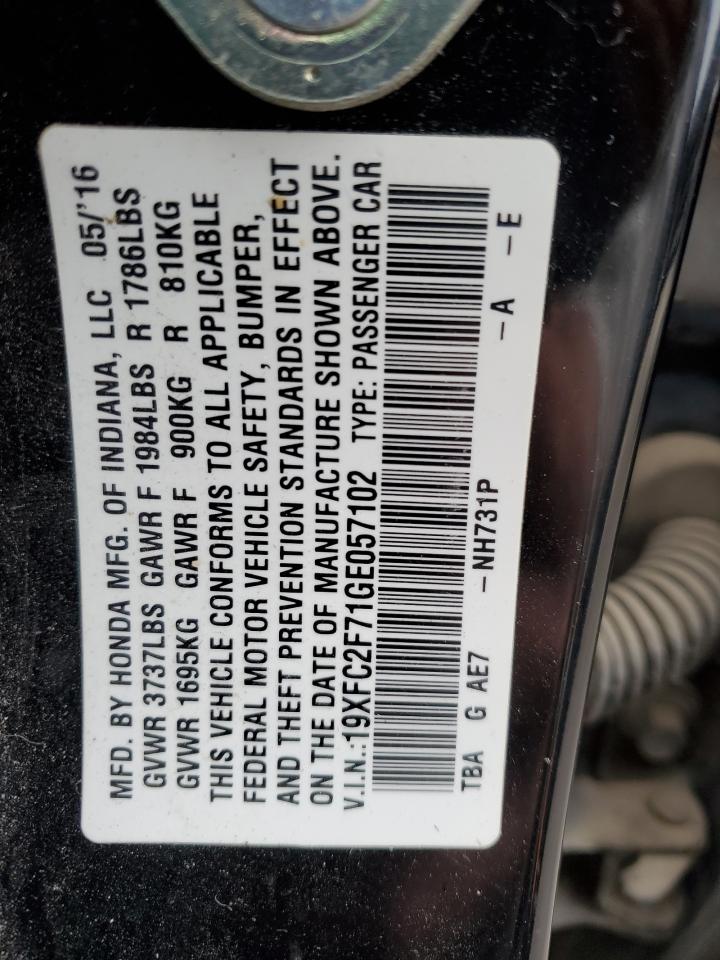 MFD. BY HONDA MFG. OF INDIANA, LLC 05/'16
GVWR 3737LBS GAWR F 1984LBS R 1786LBS
GVWR 1695KG GAWR F 900KG R 810KG
THIS VEHICLE CONFORMS TO ALL APPLICABLE
FEDERAL MOTOR VEHICLE SAFETY, BUMPER,
AND THEFT PREVENTION STANDARDS IN EFFECT
ON THE DATE OF MANUFACTURE SHOWN ABOVE.
V.I.N.:19XFC2F71GE057102 TYPE: PASSENGER CAR
TBA G AE7 -NH731P -A -E